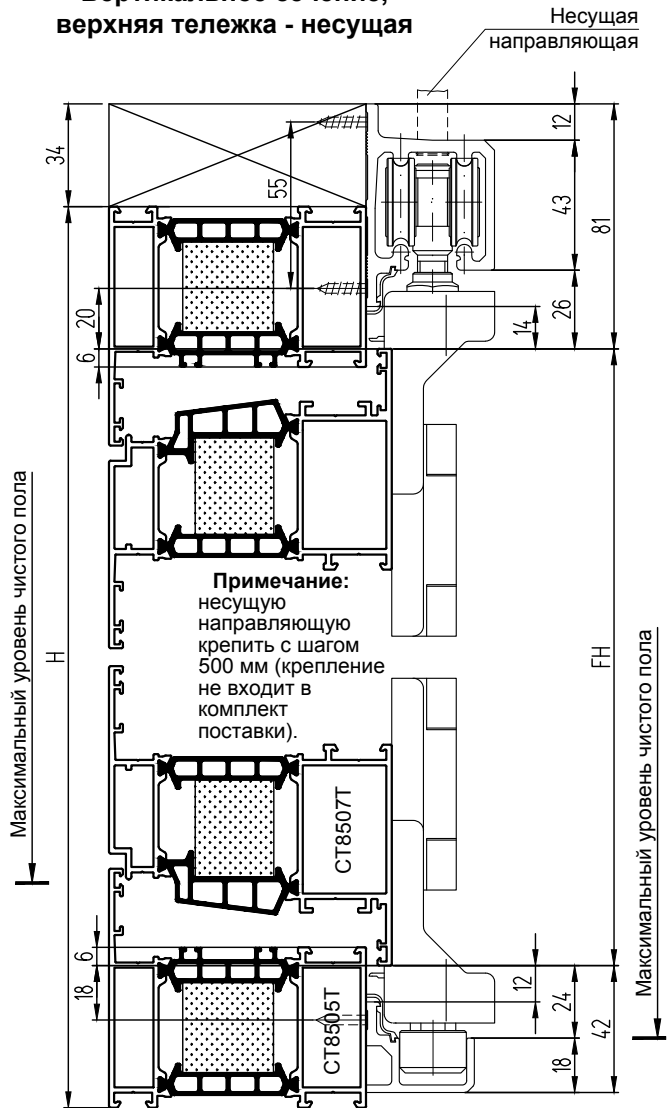 верхняя тележка - несущая
Несущая
направляющая
34
55
12
43
81
20
26
14
6
Максимальный уровень чистого пола
H
Примечание:
несущую
направляющую
крепить с шагом
500 мм (крепление
не входит в
комплект
поставки).
FH
Максимальный уровень чистого пола
CT8507T
6
18
CT8505T
12
24
42
18